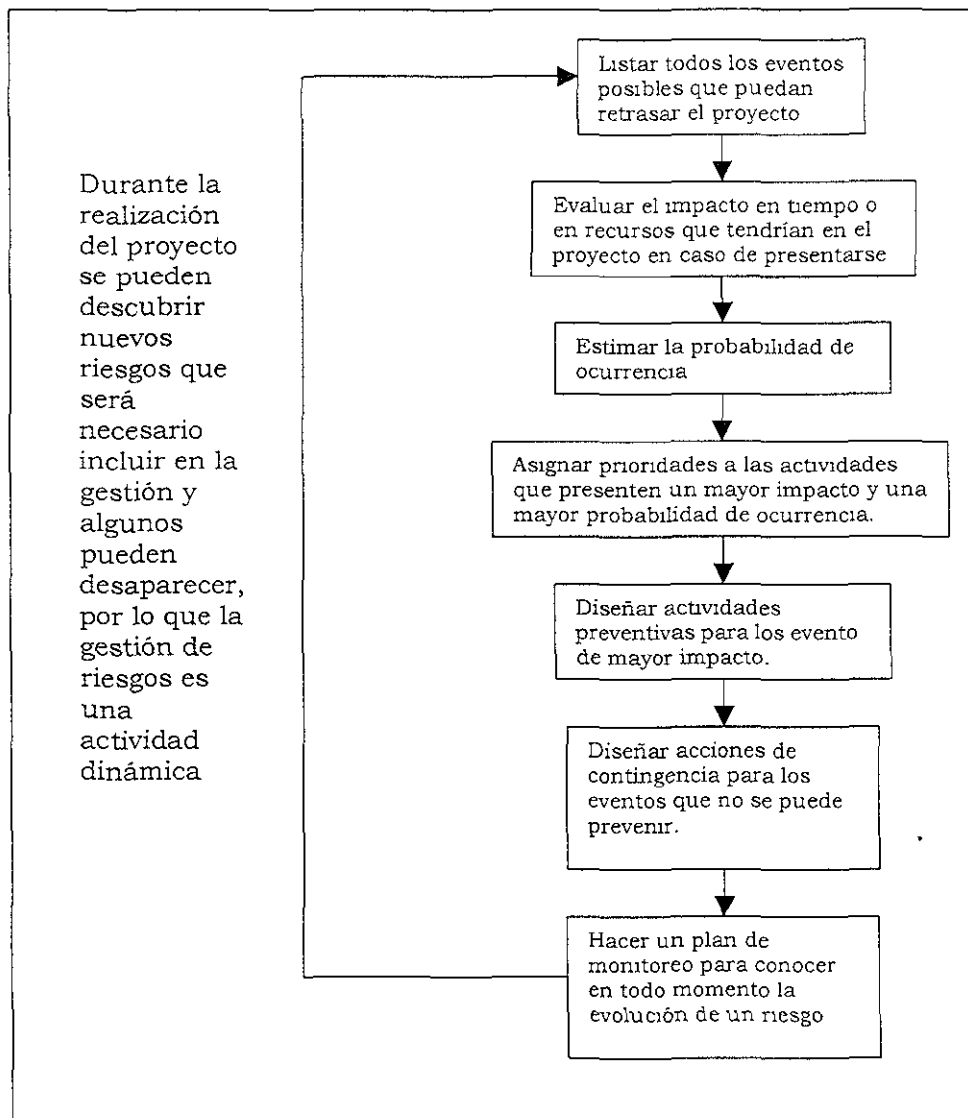 Listar todos los eventos
posibles que puedan
retrasar el proyecto
Durante la
realización
del proyecto
se pueden
descubrir
nuevos
riesgos que
será
necesario
incluir en la
gestión y
algunos
pueden
desaparecer,
por lo que la
gestión de
riesgos es
una
actividad
dinámica
Evaluar el impacto en tiempo o
en recursos que tendrían en el
proyecto en caso de presentarse
Estimar la probabilidad de
ocurrencia
Asignar prioridades a las actividades
que presenten un mayor impacto y una
mayor probabilidad de ocurrencia.
Diseñar actividades
preventivas para los evento
de mayor impacto.
Diseñar acciones de
contingencia para los
eventos que no se puede
prevenir.
Hacer un plan de
monitoreo para conocer
en todo momento la
evolución de un riesgo